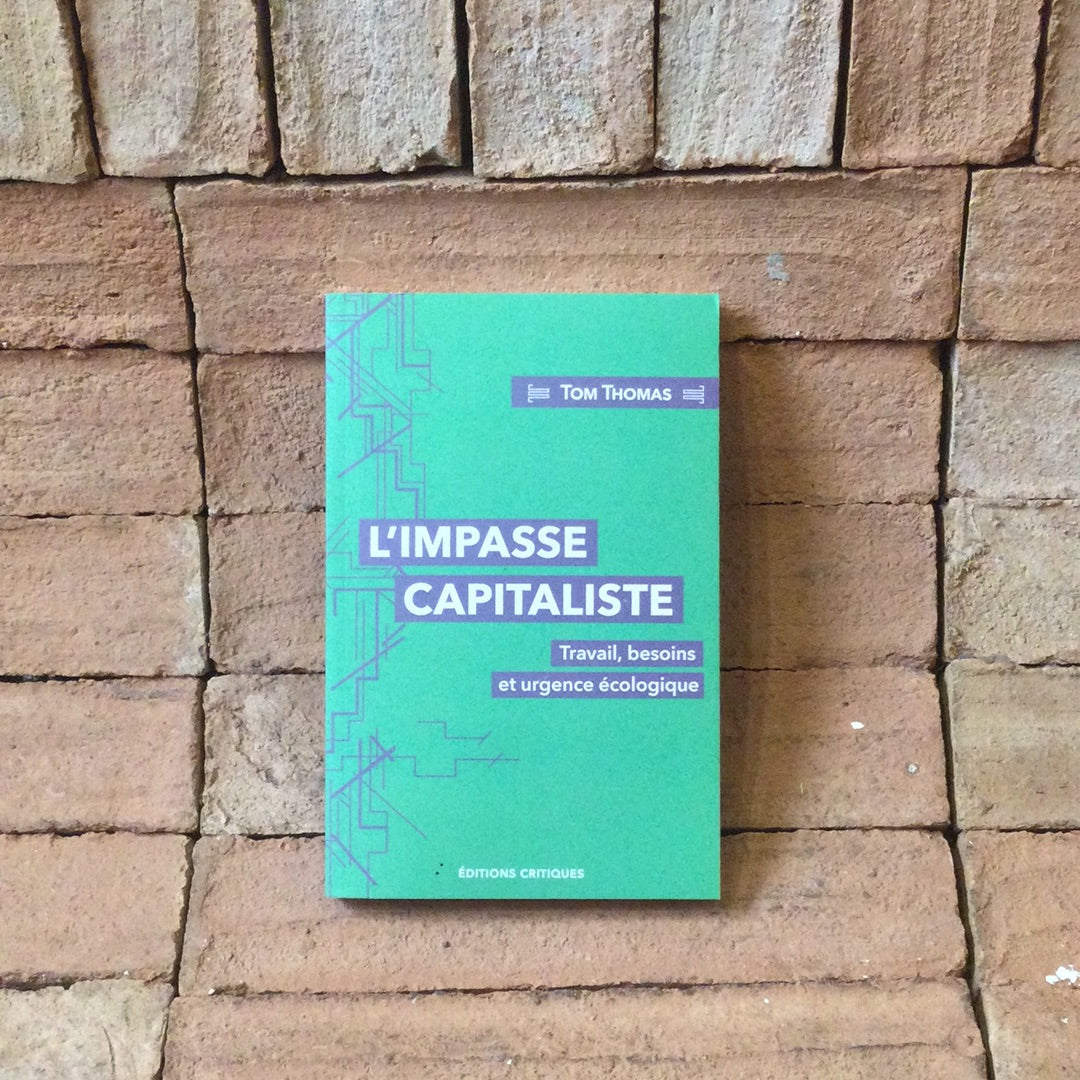 Tom Thomas
L'IMPASSE
CAPITALISTE
Travail, besoins
et urgence écologique
ÉDITIONS CRITIQUES